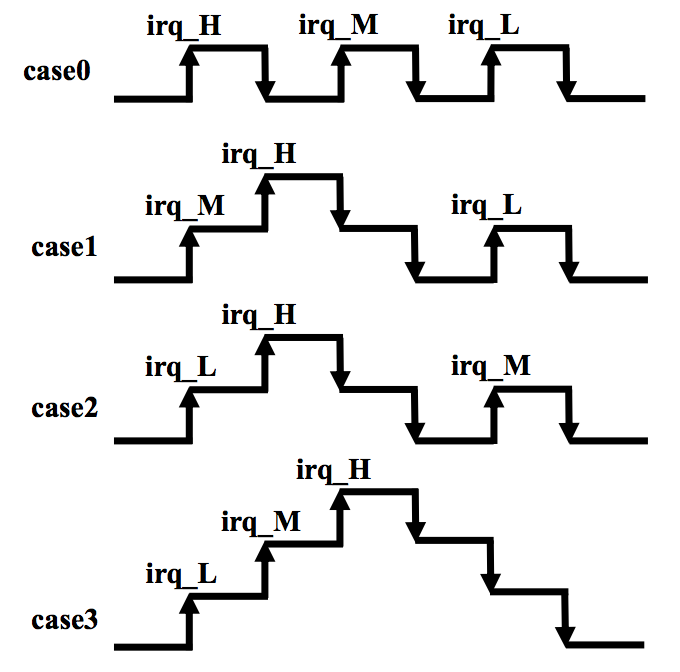 irq_H irq_M irq_L
case0
irq_H
irq_M irq_L
case1
irq_H
irq_L irq_M
case2
irq_H
irq_M
irq_L
case3